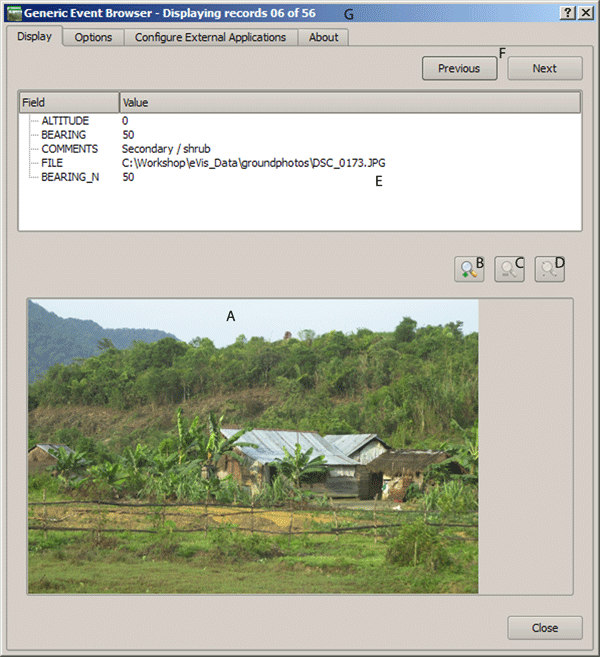 Generic Event Browser - Displaying records 06 of 56 G
Display Options Configure External Applications About
F
Previous Next
Field Value
ALTITUDE 0
BEARING 50
COMMENTS Secondary / shrub
FILE C:\Workshop\eVis_Data\groundphotos\DSC_0173.JPG
BEARING_N 50
E
B C D
A
Close